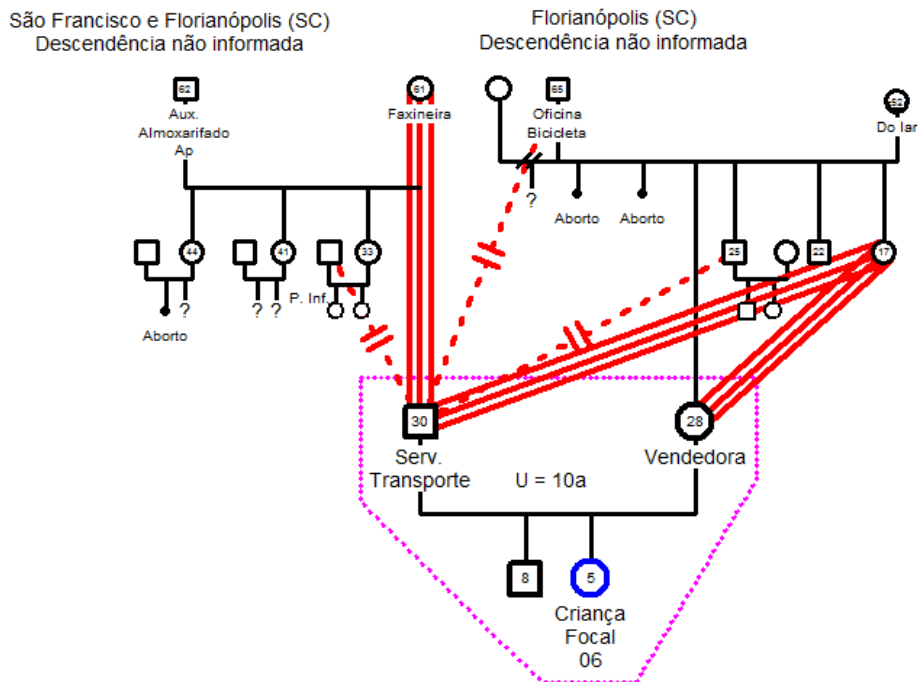 São Francisco e Florianópolis (SC)
Descendência não informada
Florianópolis (SC)
Descendência não informada
62
61
65
52
Aux.
Almoxarifado
Ap
Faxineira
Oficina
Bicicleta
Do lar
?
Aborto
Aborto
44
41
33
25
22
17
?
? ?
P. Inf.
Aborto
30
28
Serv.
Transporte
U = 10a
Vendedora
8
5
Criança
Focal
06